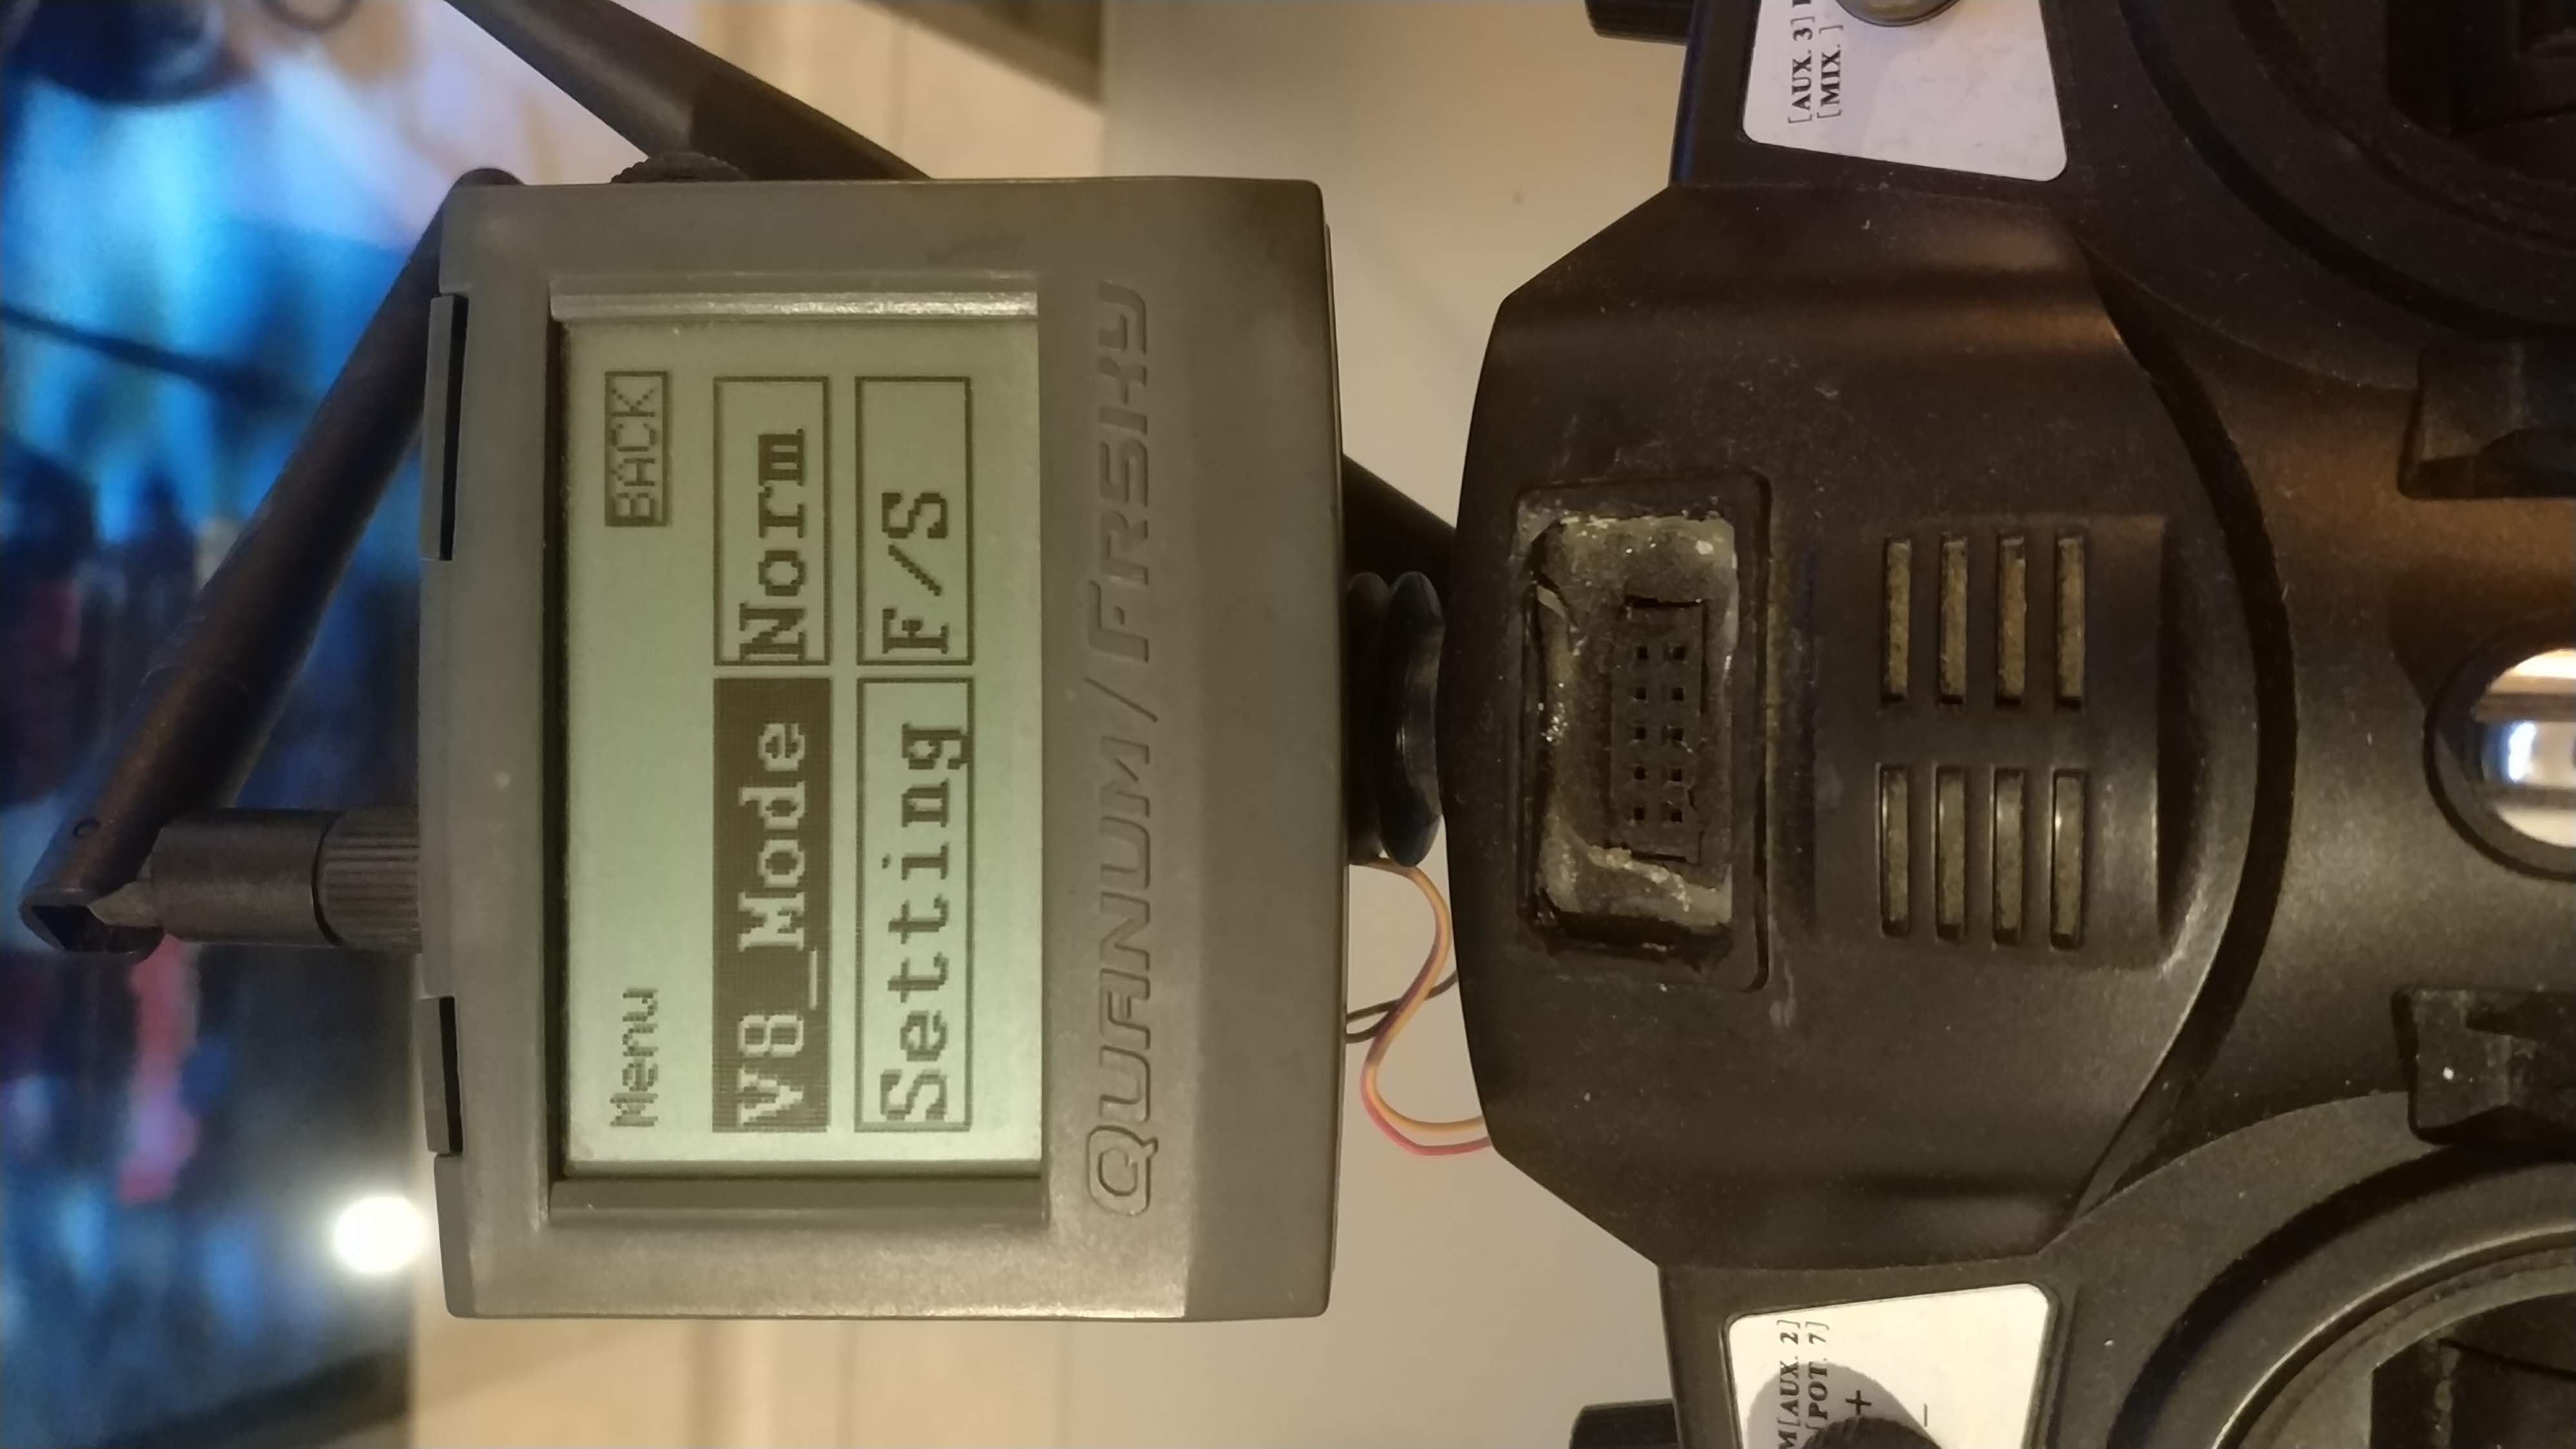 Menu BACK
V8_Mode Norm
Setting F/S
QUANUM/FRSKY
M[AUX. 2]
[POT. 7]
+
−
[AUX. 3]
[MIX. ]